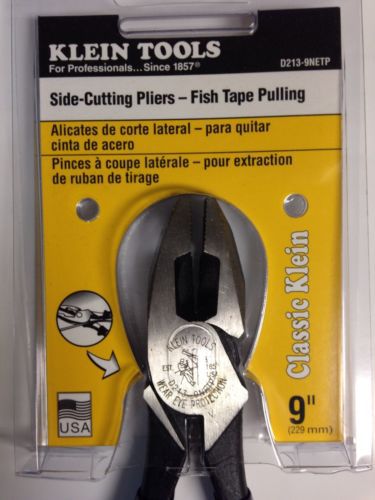 KLEIN TOOLS
For Professionals...Since 1857®
D213-9NETP
Side-Cutting Pliers – Fish Tape Pulling
Alicates de corte lateral – para quitar
cinta de acero
Pinces à coupe latérale – pour extraction
de ruban de tirage
Classic Klein
KLEIN TOOLS
EST.
WEAR EYE PROTECTION
USA
9"
(229 mm)